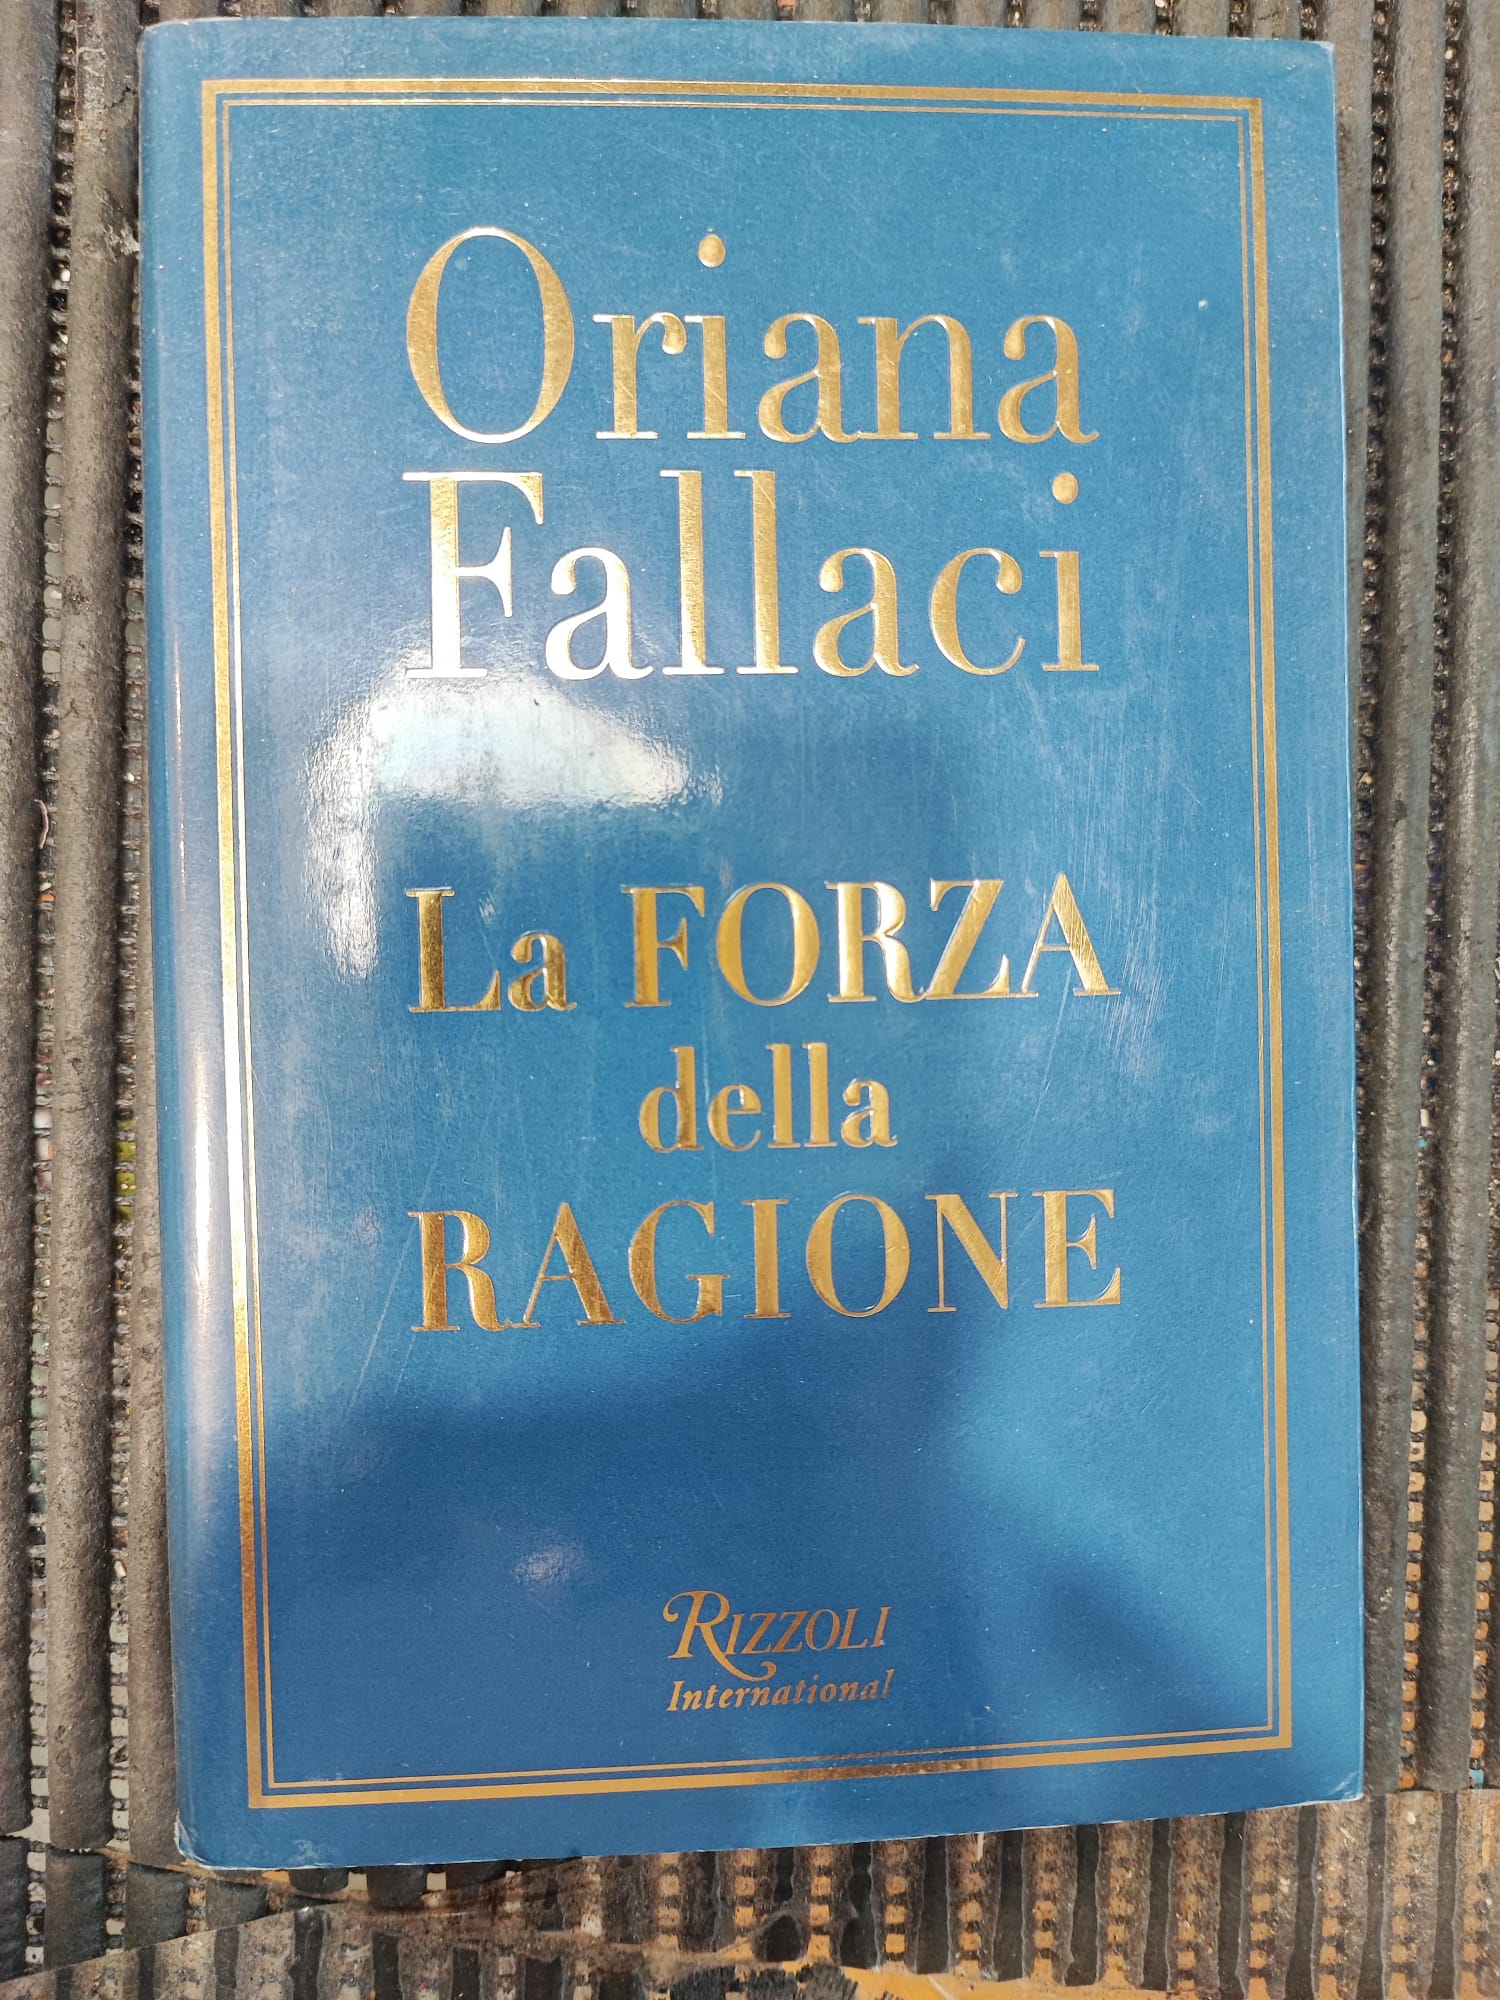 Oriana
Fallaci
La FORZA
della
RAGIONE
RIZZOLI
International